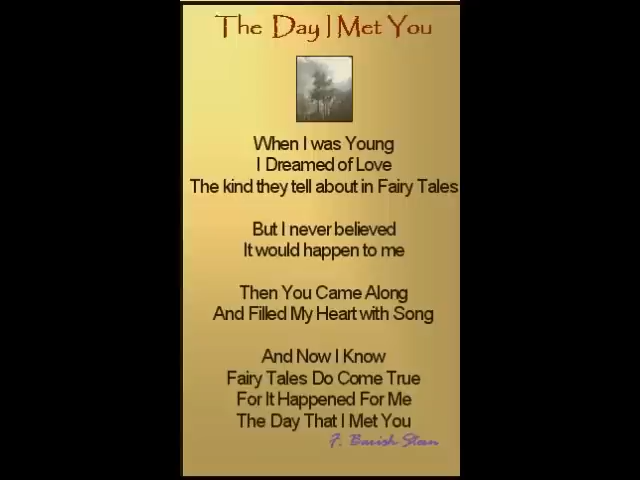 The Day I Met You
When I was Young
I Dreamed of Love
The kind they tell about in Fairy Tales
But I never believed
It would happen to me
Then You Came Along
And Filled My Heart with Song
And Now I Know
Fairy Tales Do Come True
For It Happened For Me
The Day That I Met You
F. Barish-Stern